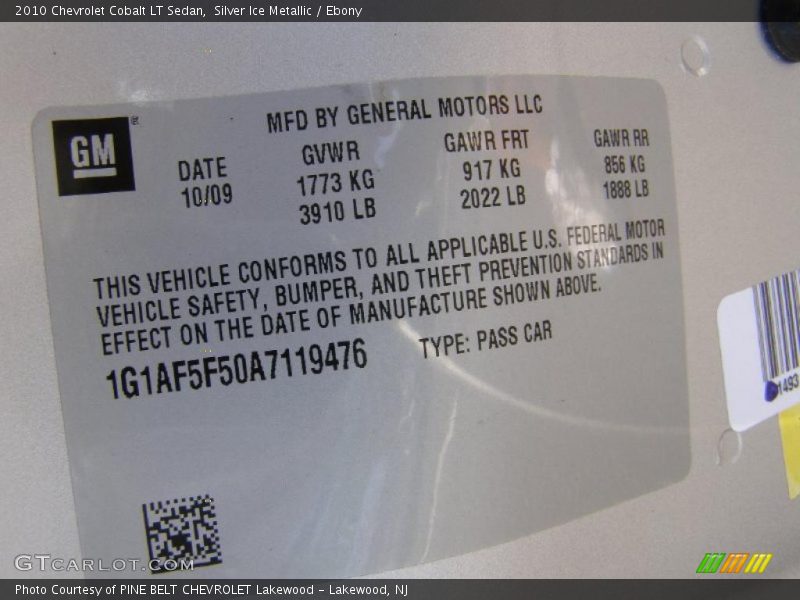 2010 Chevrolet Cobalt LT Sedan,  Silver Ice Metallic / Ebony
MFD BY GENERAL MOTORS LLC
GM®
DATE GVWR GAWR FRT GAWR RR
10/09 1773 KG 917 KG 856 KG
3910 LB 2022 LB 1888 LB
THIS VEHICLE CONFORMS TO ALL APPLICABLE U.S. FEDERAL MOTOR
VEHICLE SAFETY, BUMPER, AND THEFT PREVENTION STANDARDS IN
EFFECT ON THE DATE OF MANUFACTURE SHOWN ABOVE.
1G1AF5F50A7119476 TYPE: PASS CAR
1493
GTCARLOT.COM
Photo Courtesy of PINE BELT CHEVROLET Lakewood – Lakewood, NJ